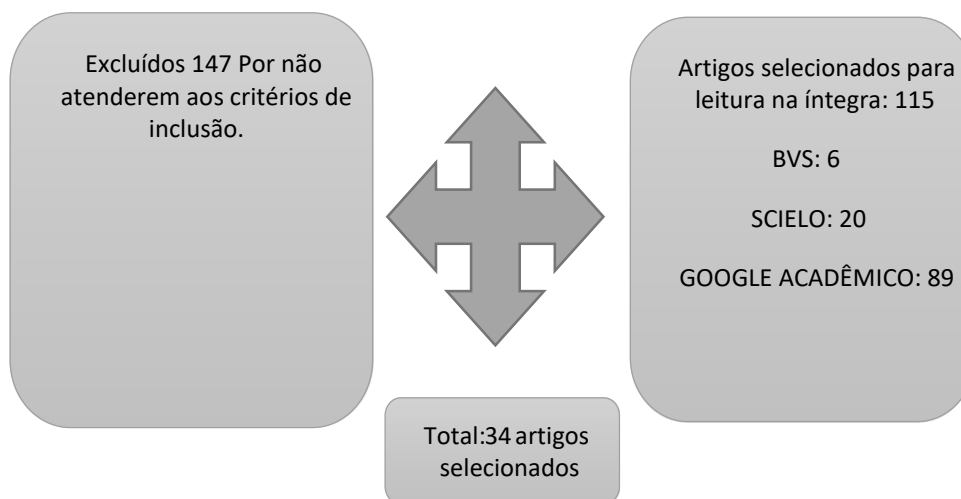 Excluídos 147 Por não
atenderem aos critérios de
inclusão.
Artigos selecionados para
leitura na íntegra: 115
BVS: 6
SCIELO: 20
GOOGLE ACADÊMICO: 89
Total:34 artigos
selecionados